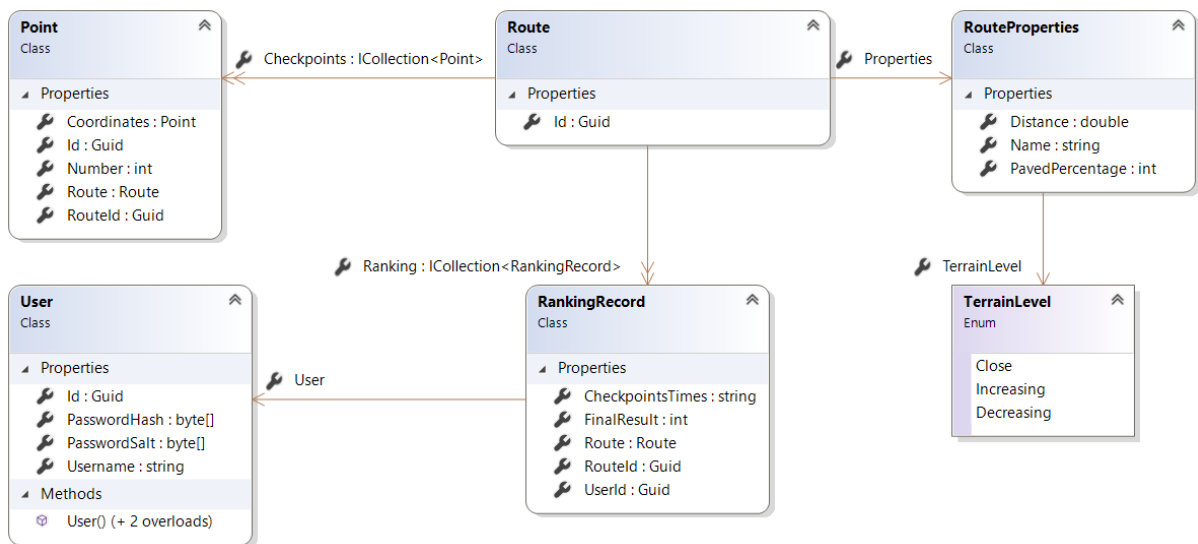 Point
Class
Properties
Coordinates : Point
Id : Guid
Number : int
Route : Route
RouteId : Guid
Checkpoints : ICollection<Point>
Route
Class
Properties
Id : Guid
Properties
RouteProperties
Class
Properties
Distance : double
Name : string
PavedPercentage : int
Ranking : ICollection<RankingRecord>
TerrainLevel
User
Class
Properties
Id : Guid
PasswordHash : byte[]
PasswordSalt : byte[]
Username : string
Methods
User() (+ 2 overloads)
User
RankingRecord
Class
Properties
CheckpointsTimes : string
FinalResult : int
Route : Route
RouteId : Guid
UserId : Guid
TerrainLevel
Enum
Close
Increasing
Decreasing